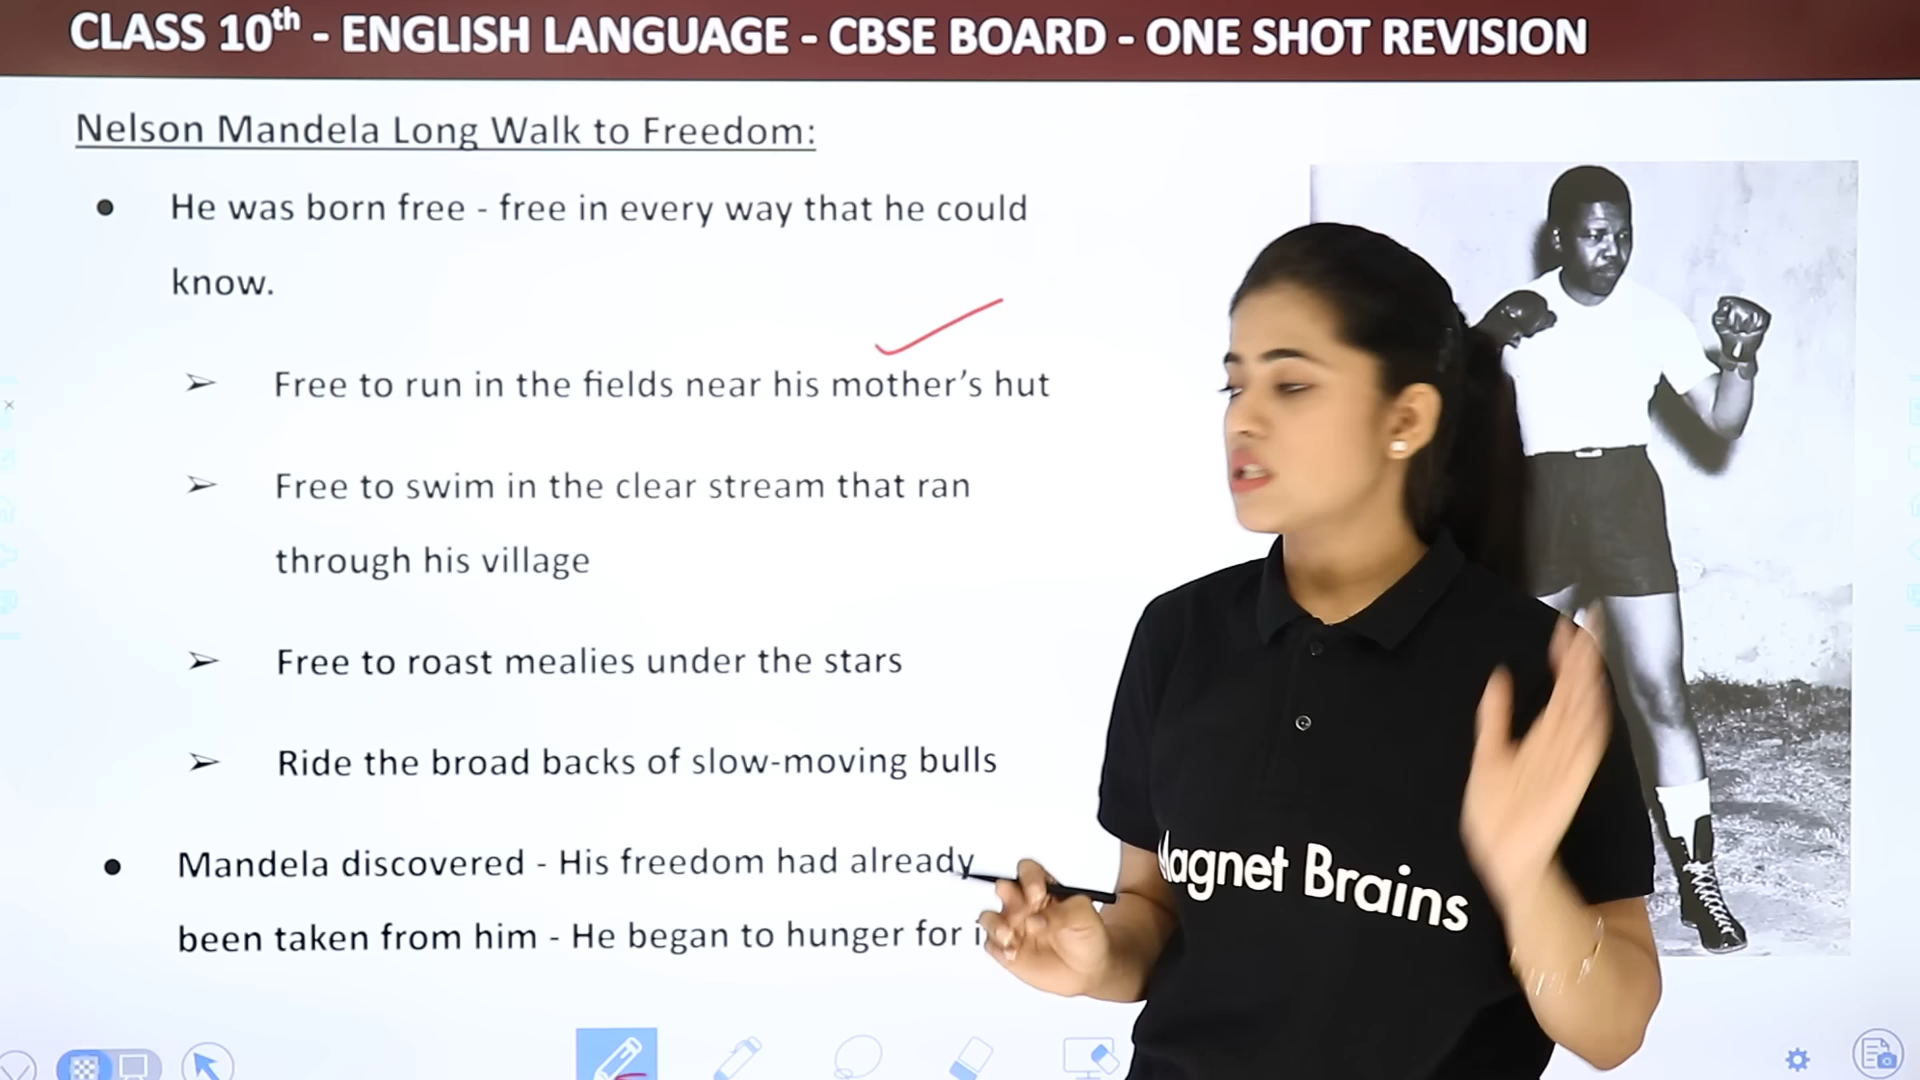 CLASS 10th - ENGLISH LANGUAGE - CBSE BOARD - ONE SHOT REVISION
Nelson Mandela Long Walk to Freedom:
● He was born free - free in every way that he could
know.
➢ Free to run in the fields near his mother’s hut
➢ Free to swim in the clear stream that ran
through his village
➢ Free to roast mealies under the stars
➢ Ride the broad backs of slow-moving bulls
● Mandela discovered - His freedom had already
been taken from him - He began to hunger for
Magnet Brains